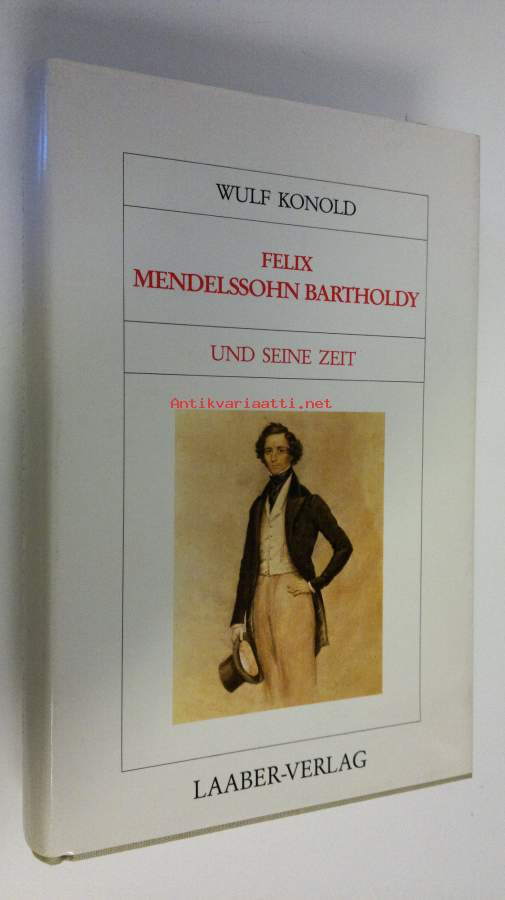 WULF KONOLD
FELIX
MENDELSSOHN BARTHOLDY
UND SEINE ZEIT
Antikvariaatti.net
LAABER-VERLAG